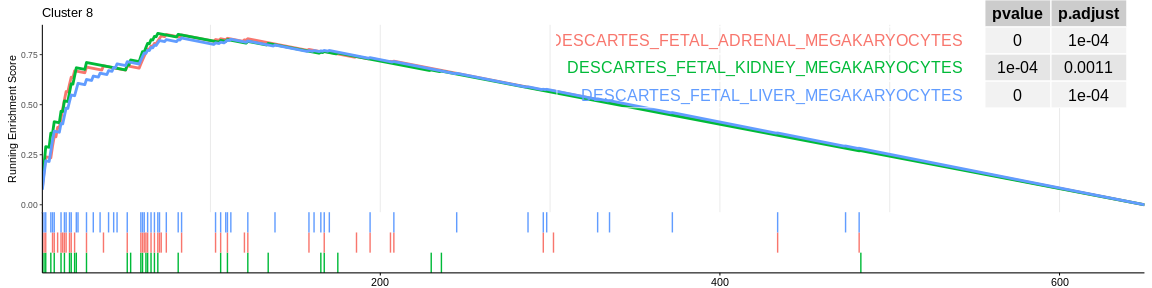 Cluster 8
pvalue p.adjust
DESCARTES_FETAL_ADRENAL_MEGAKARYOCYTES 0 1e-04
DESCARTES_FETAL_KIDNEY_MEGAKARYOCYTES 1e-04 0.0011
DESCARTES_FETAL_LIVER_MEGAKARYOCYTES 0 1e-04
Running Enrichment Score
0.75
0.50
0.25
0.00
200 400 600